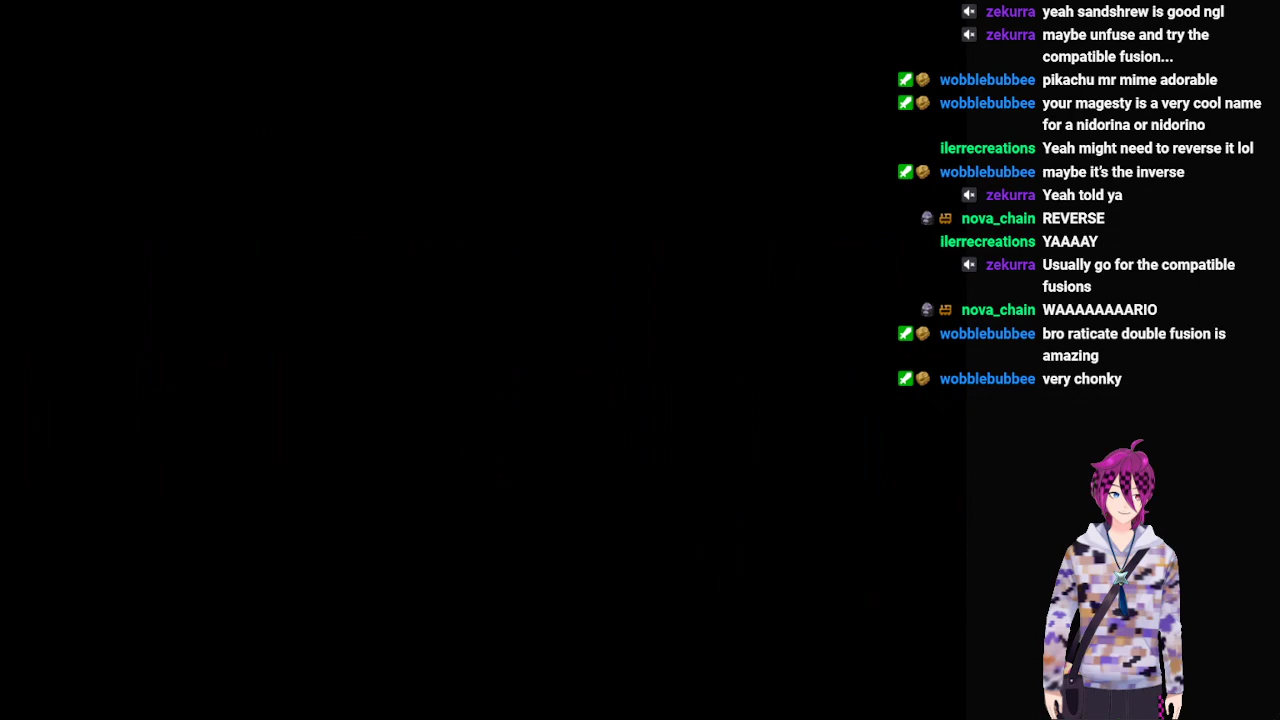 zekurra yeah sandshrew is good ngl
zekurra maybe unfuse and try the
compatible fusion...
wobblebubbee pikachu mr mime adorable
wobblebubbee your magesty is a very cool name
for a nidorina or nidorino
ilerrecreations Yeah might need to reverse it lol
wobblebubbee maybe it's the inverse
zekurra Yeah told ya
nova_chain REVERSE
ilerrecreations YAAAAY
zekurra Usually go for the compatible
fusions
nova_chain WAAAAAAAARIO
wobblebubbee bro raticate double fusion is
amazing
wobblebubbee very chonky